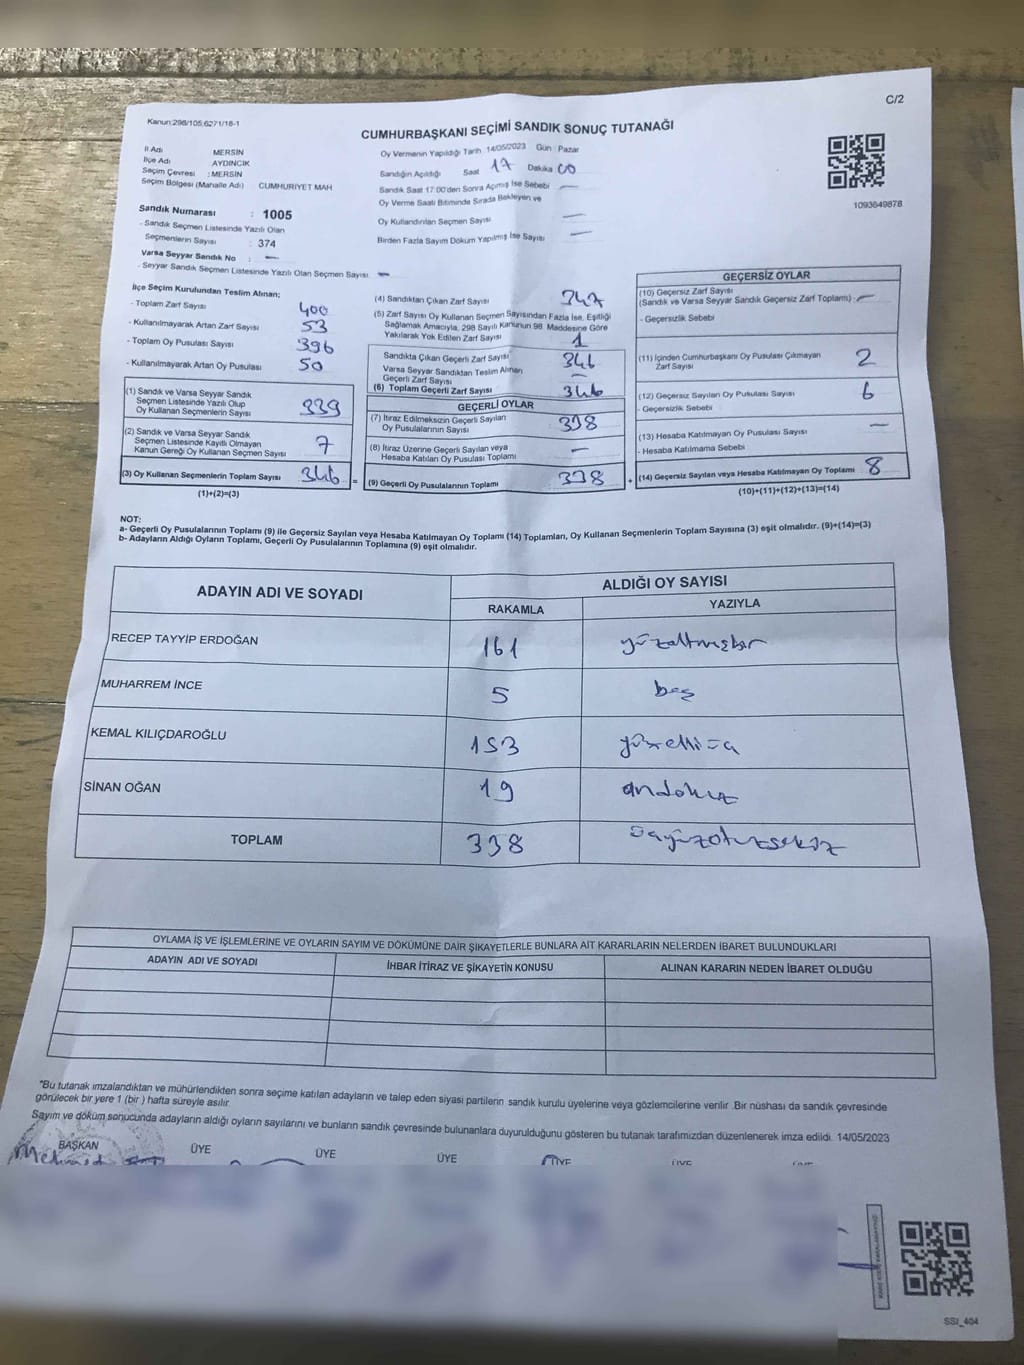 C/2
Kanun:298/105,6271/18-1
CUMHURBAŞKANI SEÇİMİ SANDIK SONUÇ TUTANAĞI
İl Adı MERSİN
İlçe Adı AYDINCIK
Seçim Çevresi : MERSİN
Seçim Bölgesi (Mahalle Adı) CUMHURİYET MAH
Oy Vermenin Yapıldığı Tarih 14/05/2023 Gün : Pazar
Sandığın Açıldığı Saat 17 Dakika 00
Sandık Saat 17:00'den Sonra Açımış İse Sebebi —
Oy Verme Saati Bitiminde Sırada Bekleyen ve
Oy Kullandırılan Seçmen Sayısı —
Birden Fazla Sayım Döküm Yapılmış İse Sayısı —
1093649878
Sandık Numarası : 1005
- Sandık Seçmen Listesinde Yazılı Olan
Seçmenlerin Sayısı : 374
Varsa Seyyar Sandık No : —
- Seyyar Sandık Seçmen Listesinde Yazılı Olan Seçmen Sayısı —
İlçe Seçim Kurulundan Teslim Alınan;
- Toplam Zarf Sayısı 400
- Kullanılmayarak Artan Zarf Sayısı 53
- Toplam Oy Pusulası Sayısı 396
- Kullanılmayarak Artan Oy Pusulası 50
(1) Sandık ve Varsa Seyyar Sandık
Seçmen Listesinde Yazılı Olup
Oy Kullanan Seçmenlerin Sayısı 339
(2) Sandık ve Varsa Seyyar Sandık
Seçmen Listesinde Kayıtlı Olmayan
Kanun Gereği Oy Kullanan Seçmen Sayısı 7
(3) Oy Kullanan Seçmenlerin Toplam Sayısı 346
(1)+(2)=(3)
=
(4) Sandıktan Çıkan Zarf Sayısı 347
(5) Zarf Sayısı Oy Kullanan Seçmen Sayısından Fazla İse, Eşitliği
Sağlamak Amacıyla, 298 Sayılı Kanunun 98. Maddesine Göre
Yakılarak Yok Edilen Zarf Sayısı 1
Sandıkta Çıkan Geçerli Zarf Sayısı 346
Varsa Seyyar Sandıktan Teslim Alınan
Geçerli Zarf Sayısı —
(6) Toplam Geçerli Zarf Sayısı 346
GEÇERLİ OYLAR
(7) İtiraz Edilmeksizin Geçerli Sayılan
Oy Pusulalarının Sayısı 338
(8) İtiraz Üzerine Geçerli Sayılan veya
Hesaba Katılan Oy Pusulası Toplamı —
(9) Geçerli Oy Pusulalarının Toplamı 338
+
GEÇERSİZ OYLAR
(10) Geçersiz Zarf Sayısı
(Sandık ve Varsa Seyyar Sandık Geçersiz Zarf Toplamı) —
- Geçersizlik Sebebi
(11) İçinden Cumhurbaşkanı Oy Pusulası Çıkmayan
Zarf Sayısı 2
(12) Geçersiz Sayılan Oy Pusulası Sayısı 6
- Geçersizlik Sebebi
(13) Hesaba Katılmayan Oy Pusulası Sayısı —
- Hesaba Katılmama Sebebi
(14) Geçersiz Sayılan veya Hesaba Katılmayan Oy Toplamı 8
(10)+(11)+(12)+(13)=(14)
NOT:
a- Geçerli Oy Pusulalarının Toplamı (9) ile Geçersiz Sayılan veya Hesaba Katılmayan Oy Toplamı (14) Toplamları, Oy Kullanan Seçmenlerin Toplam Sayısına (3) eşit olmalıdır. (9)+(14)=(3)
b- Adayların Aldığı Oyların Toplamı, Geçerli Oy Pusulalarının Toplamına (9) eşit olmalıdır.
ADAYIN ADI VE SOYADI ALDIĞI OY SAYISI
RAKAMLA YAZIYLA
RECEP TAYYİP ERDOĞAN 161 yüzaltmışbir
MUHARREM İNCE 5 beş
KEMAL KILIÇDAROĞLU 153 yüzelliüç
SİNAN OĞAN 19 ondokuz
TOPLAM 338 üçyüzotuzsekiz
OYLAMA İŞ VE İŞLEMLERİNE VE OYLARIN SAYIM VE DÖKÜMÜNE DAİR ŞİKAYETLERLE BUNLARA AİT KARARLARIN NELERDEN İBARET BULUNDUKLARI
ADAYIN ADI VE SOYADI İHBAR İTİRAZ VE ŞİKAYETİN KONUSU ALINAN KARARIN NEDEN İBARET OLDUĞU
*Bu tutanak imzalandıktan ve mühürlendikten sonra seçime katılan adayların ve talep eden siyasi partilerin sandık kurulu üyelerine veya gözlemcilerine verilir .Bir nüshası da sandık çevresinde
görülecek bir yere 1 (bir ) hafta süreyle asılır.
Sayım ve döküm sonucunda adayların aldığı oyların sayılarını ve bunların sandık çevresinde bulunanlara duyurulduğunu gösteren bu tutanak tarafımızdan düzenlenerek imza edildi. 14/05/2023
BAŞKAN ÜYE ÜYE ÜYE ÜYE ÜYE ÜYE
Mehmet
SSI_404